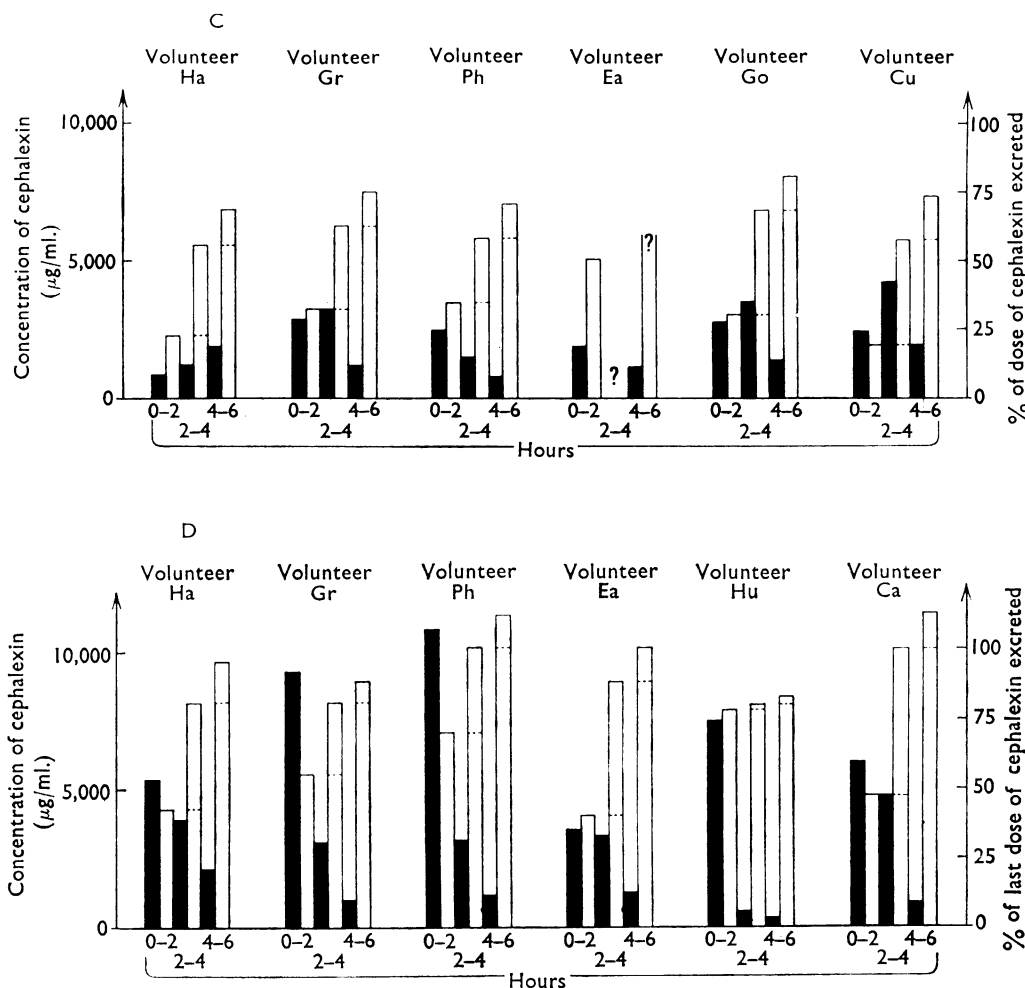 C
Volunteer Ha
Volunteer Gr
Volunteer Ph
Volunteer Ea
Volunteer Go
Volunteer Cu
Concentration of cephalexin
(µg/ml.)
10,000
5,000
0
? ?
100
75
50
25
0
% of dose of cephalexin excreted
0–2 4–6 0–2 4–6 0–2 4–6 0–2 4–6 0–2 4–6 0–2 4–6
2–4 2–4 2–4 2–4 2–4 2–4
Hours
D
Volunteer Ha
Volunteer Gr
Volunteer Ph
Volunteer Ea
Volunteer Hu
Volunteer Ca
Concentration of cephalexin
(µg/ml.)
10,000
5,000
0
100
75
50
25
0
% of last dose of cephalexin excreted
0–2 4–6 0–2 4–6 0–2 4–6 0–2 4–6 0–2 4–6 0–2 4–6
2–4 2–4 2–4 2–4 2–4 2–4
Hours